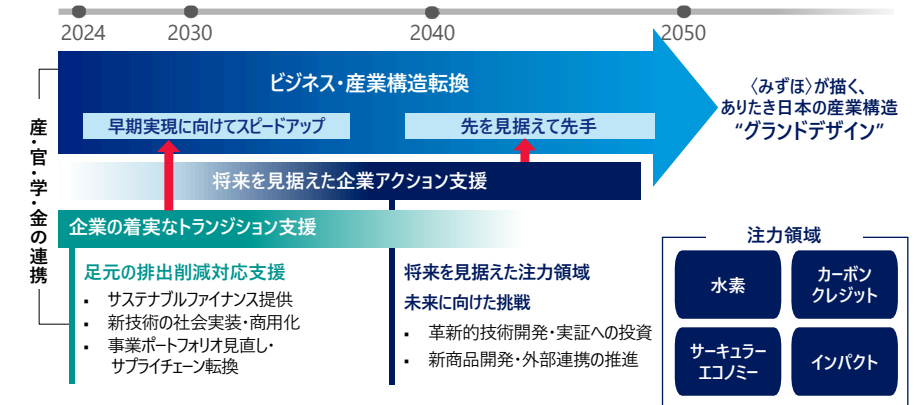 2024
2030
2040
2050
産・官・学・金の連携
ビジネス・産業構造転換
早期実現に向けてスピードアップ
先を見据えて先手
〈みずほ〉が描く、
ありたき日本の産業構造
“グランドデザイン”
将来を見据えた企業アクション支援
企業の着実なトランジション支援
足元の排出削減対応支援
▪ サステナブルファイナンス提供
▪ 新技術の社会実装・商用化
▪ 事業ポートフォリオ見直し・
サプライチェーン転換
将来を見据えた注力領域
未来に向けた挑戦
▪ 革新的技術開発・実証への投資
▪ 新商品開発・外部連携の推進
注力領域
水素
カーボン
クレジット
サーキュラー
エコノミー
インパクト